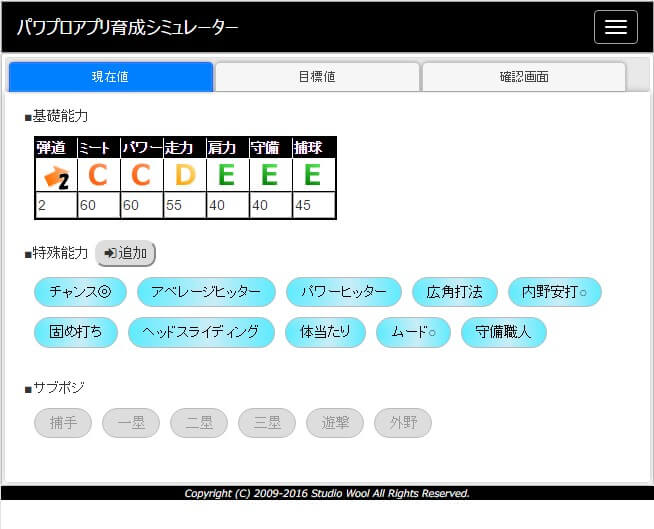 パワプロアプリ育成シミュレーター
現在値 目標値 確認画面
■基礎能力
弾道 ミート パワー 走力 肩力 守備 捕球
2 C C D E E E
2 60 60 55 40 40 45
■特殊能力 追加
チャンス◎ アベレージヒッター パワーヒッター 広角打法 内野安打○
固め打ち ヘッドスライディング 体当たり ムード○ 守備職人
■サブポジ
捕手 一塁 二塁 三塁 遊撃 外野
Copyright (C) 2009-2016 Studio Wool All Rights Reserved.